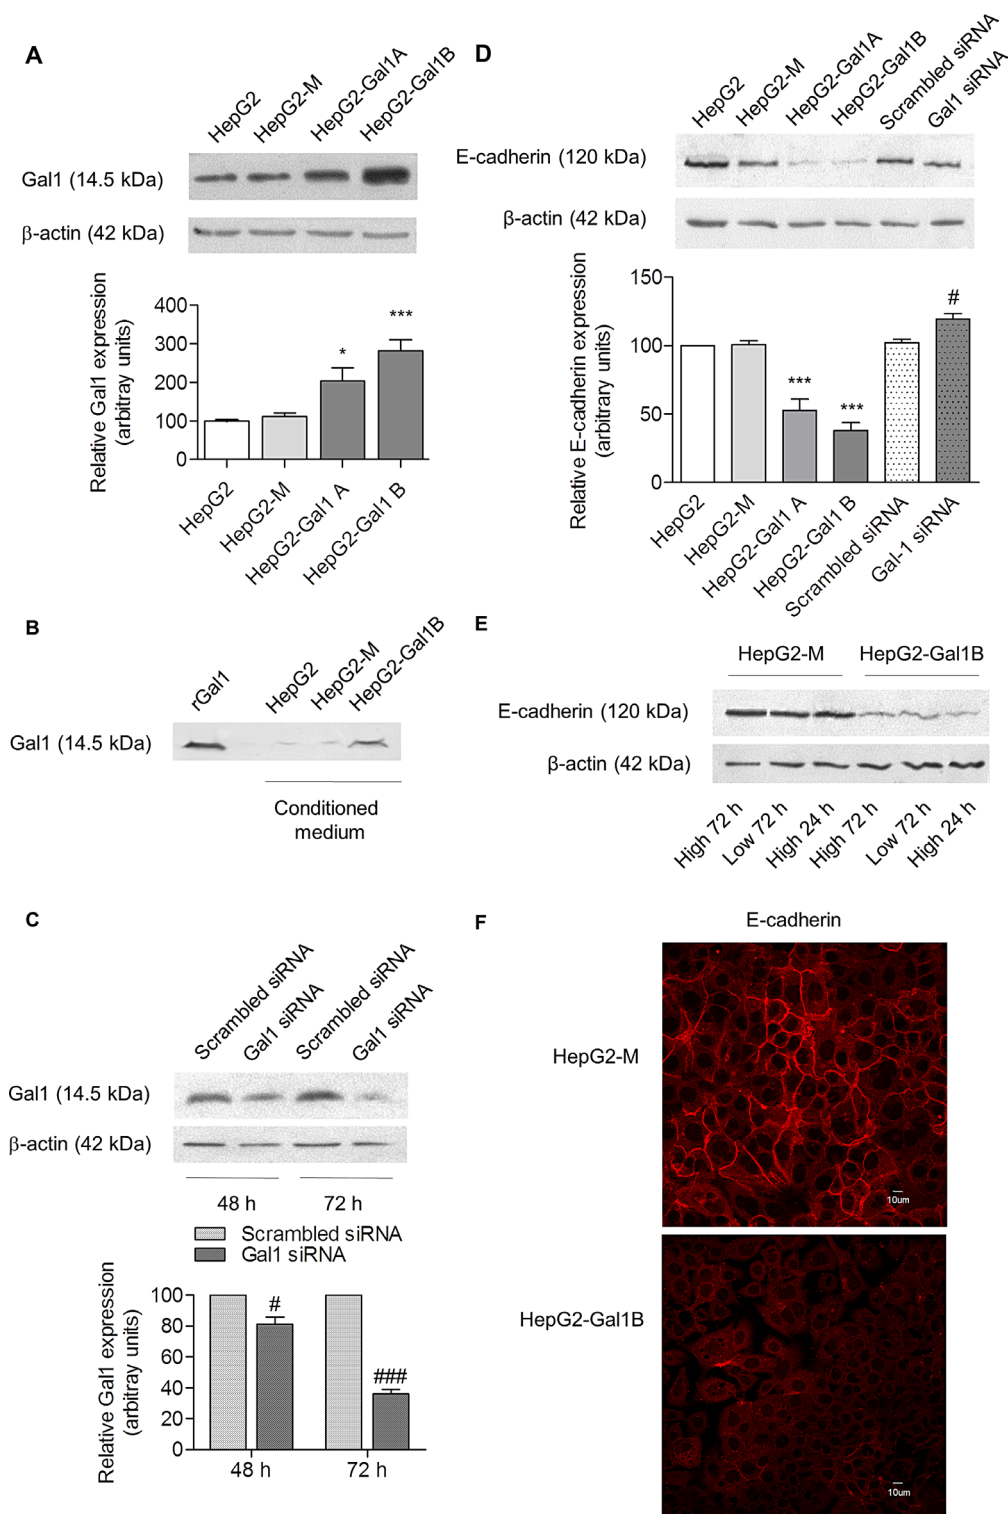 A
HepG2
HepG2-M
HepG2-Gal1A
HepG2-Gal1B
Gal1 (14.5 kDa)
β-actin (42 kDa)
Relative Gal1 expression
(arbitray units)
400
300
200
100
0
*
***
HepG2
HepG2-M
HepG2-Gal1 A
HepG2-Gal1 B
B
rGal1
HepG2
HepG2-M
HepG2-Gal1B
Gal1 (14.5 kDa)
Conditioned
medium
C
Scrambled siRNA
Gal1 siRNA
Scrambled siRNA
Gal1 siRNA
Gal1 (14.5 kDa)
β-actin (42 kDa)
48 h
72 h
Scrambled siRNA
Gal1 siRNA
Relative Gal1 expression
(arbitray units)
100
80
60
40
20
0
#
###
48 h
72 h
D
HepG2
HepG2-M
HepG2-Gal1A
HepG2-Gal1B
Scrambled siRNA
Gal1 siRNA
E-cadherin (120 kDa)
β-actin (42 kDa)
Relative E-cadherin expression
(arbitrary units)
150
100
50
0
***
***
#
HepG2
HepG2-M
HepG2-Gal1 A
HepG2-Gal1 B
Scrambled siRNA
Gal-1 siRNA
E
HepG2-M
HepG2-Gal1B
E-cadherin (120 kDa)
β-actin (42 kDa)
High 72 h
Low 72 h
High 24 h
High 72 h
Low 72 h
High 24 h
F
E-cadherin
HepG2-M
10um
HepG2-Gal1B
10um